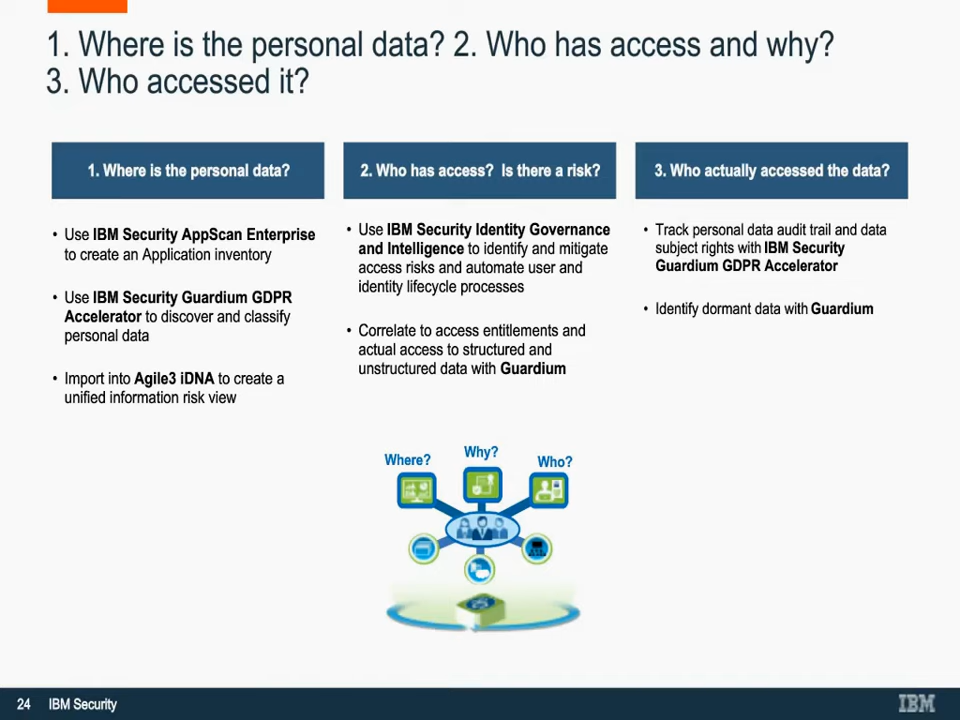 1. Where is the personal data? 2. Who has access and why?
3. Who accessed it?
1. Where is the personal data?
• Use IBM Security AppScan Enterprise
to create an Application inventory
• Use IBM Security Guardium GDPR
Accelerator to discover and classify
personal data
• Import into Agile3 iDNA to create a
unified information risk view
2. Who has access? Is there a risk?
• Use IBM Security Identity Governance
and Intelligence to identify and mitigate
access risks and automate user and
identity lifecycle processes
• Correlate to access entitlements and
actual access to structured and
unstructured data with Guardium
3. Who actually accessed the data?
• Track personal data audit trail and data
subject rights with IBM Security
Guardium GDPR Accelerator
• Identify dormant data with Guardium
Where?
Why?
Who?
24 IBM Security
IBM